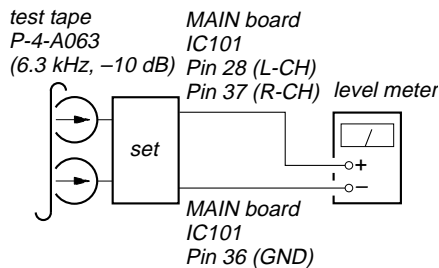 test tape
P-4-A063
(6.3 kHz, –10 dB)
MAIN board
IC101
Pin 28 (L-CH)
Pin 37 (R-CH)
level meter
set
+
–
MAIN board
IC101
Pin 36 (GND)